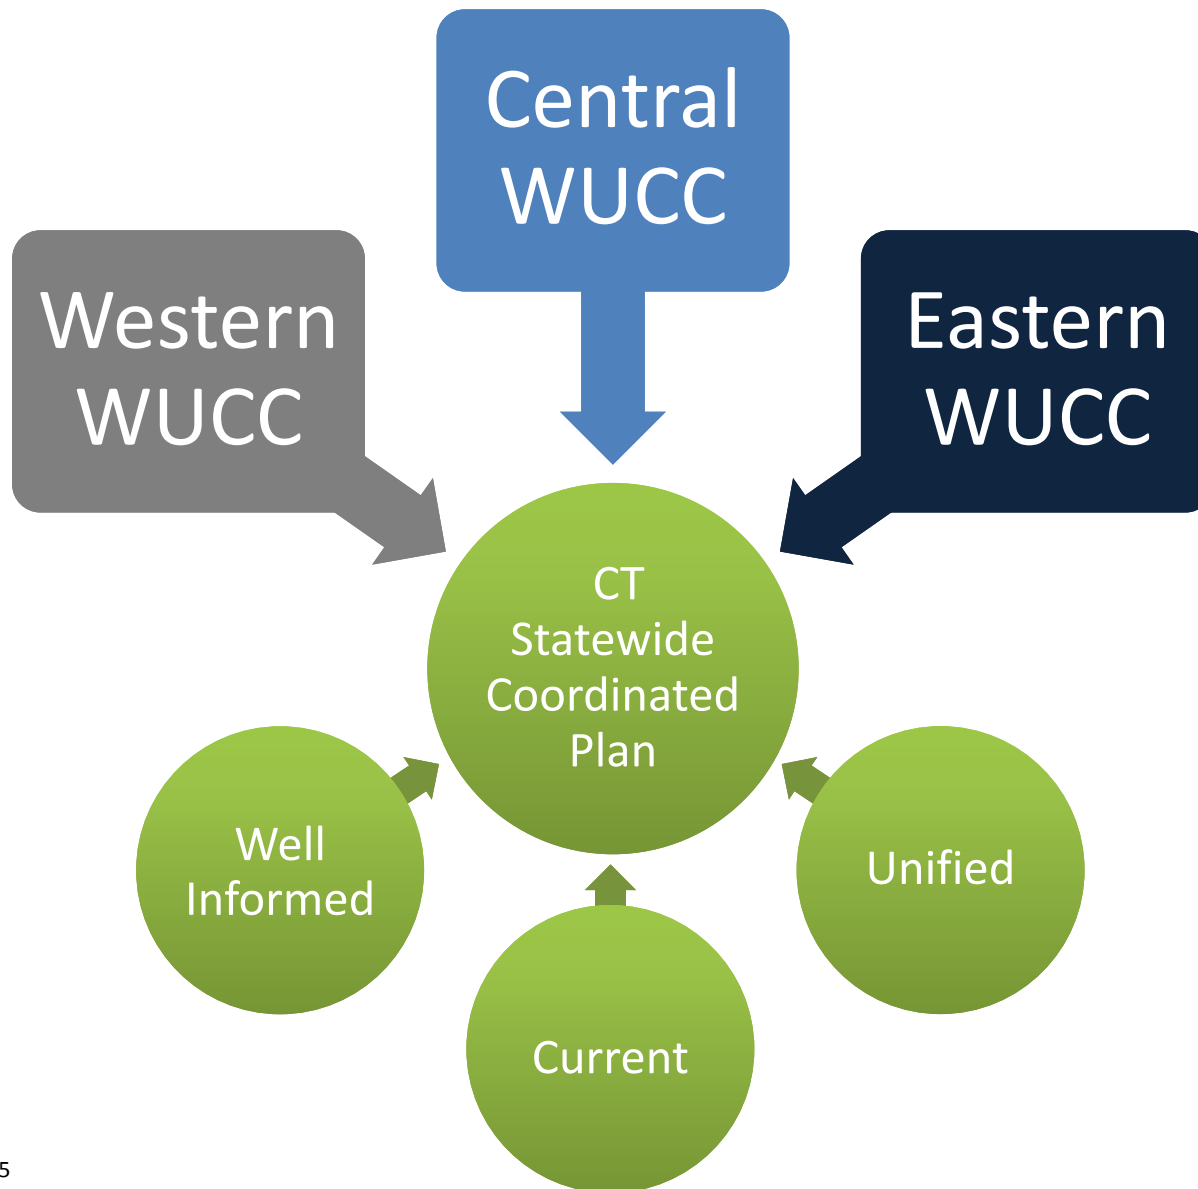 Central
WUCC
Western
WUCC
Eastern
WUCC
CT
Statewide
Coordinated
Plan
Well
Informed
Unified
Current
5